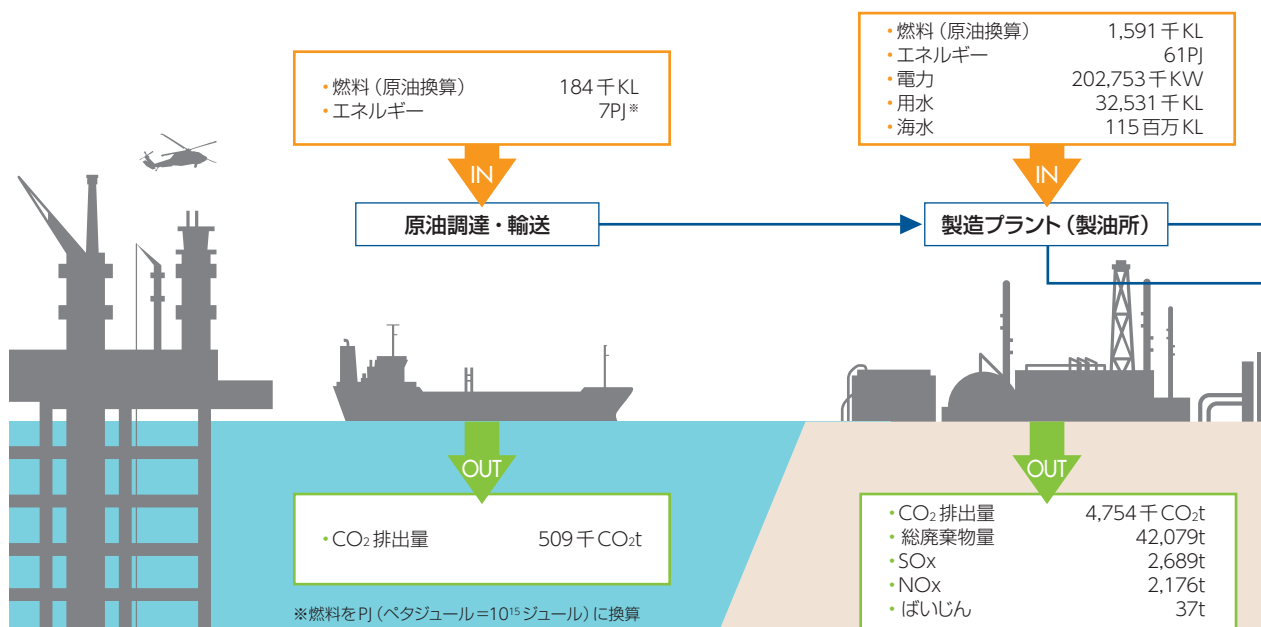 ・燃料（原油換算） 184千KL
・エネルギー 7PJ※
IN
原油調達・輸送
OUT
・CO₂排出量 509千CO₂t
※燃料をPJ（ペタジュール＝10¹⁵ジュール）に換算
・燃料（原油換算） 1,591千KL
・エネルギー 61PJ
・電力 202,753千KW
・用水 32,531千KL
・海水 115百万KL
IN
製造プラント（製油所）
OUT
・CO₂排出量 4,754千CO₂t
・総廃棄物量 42,079t
・SOx 2,689t
・NOx 2,176t
・ばいじん 37t